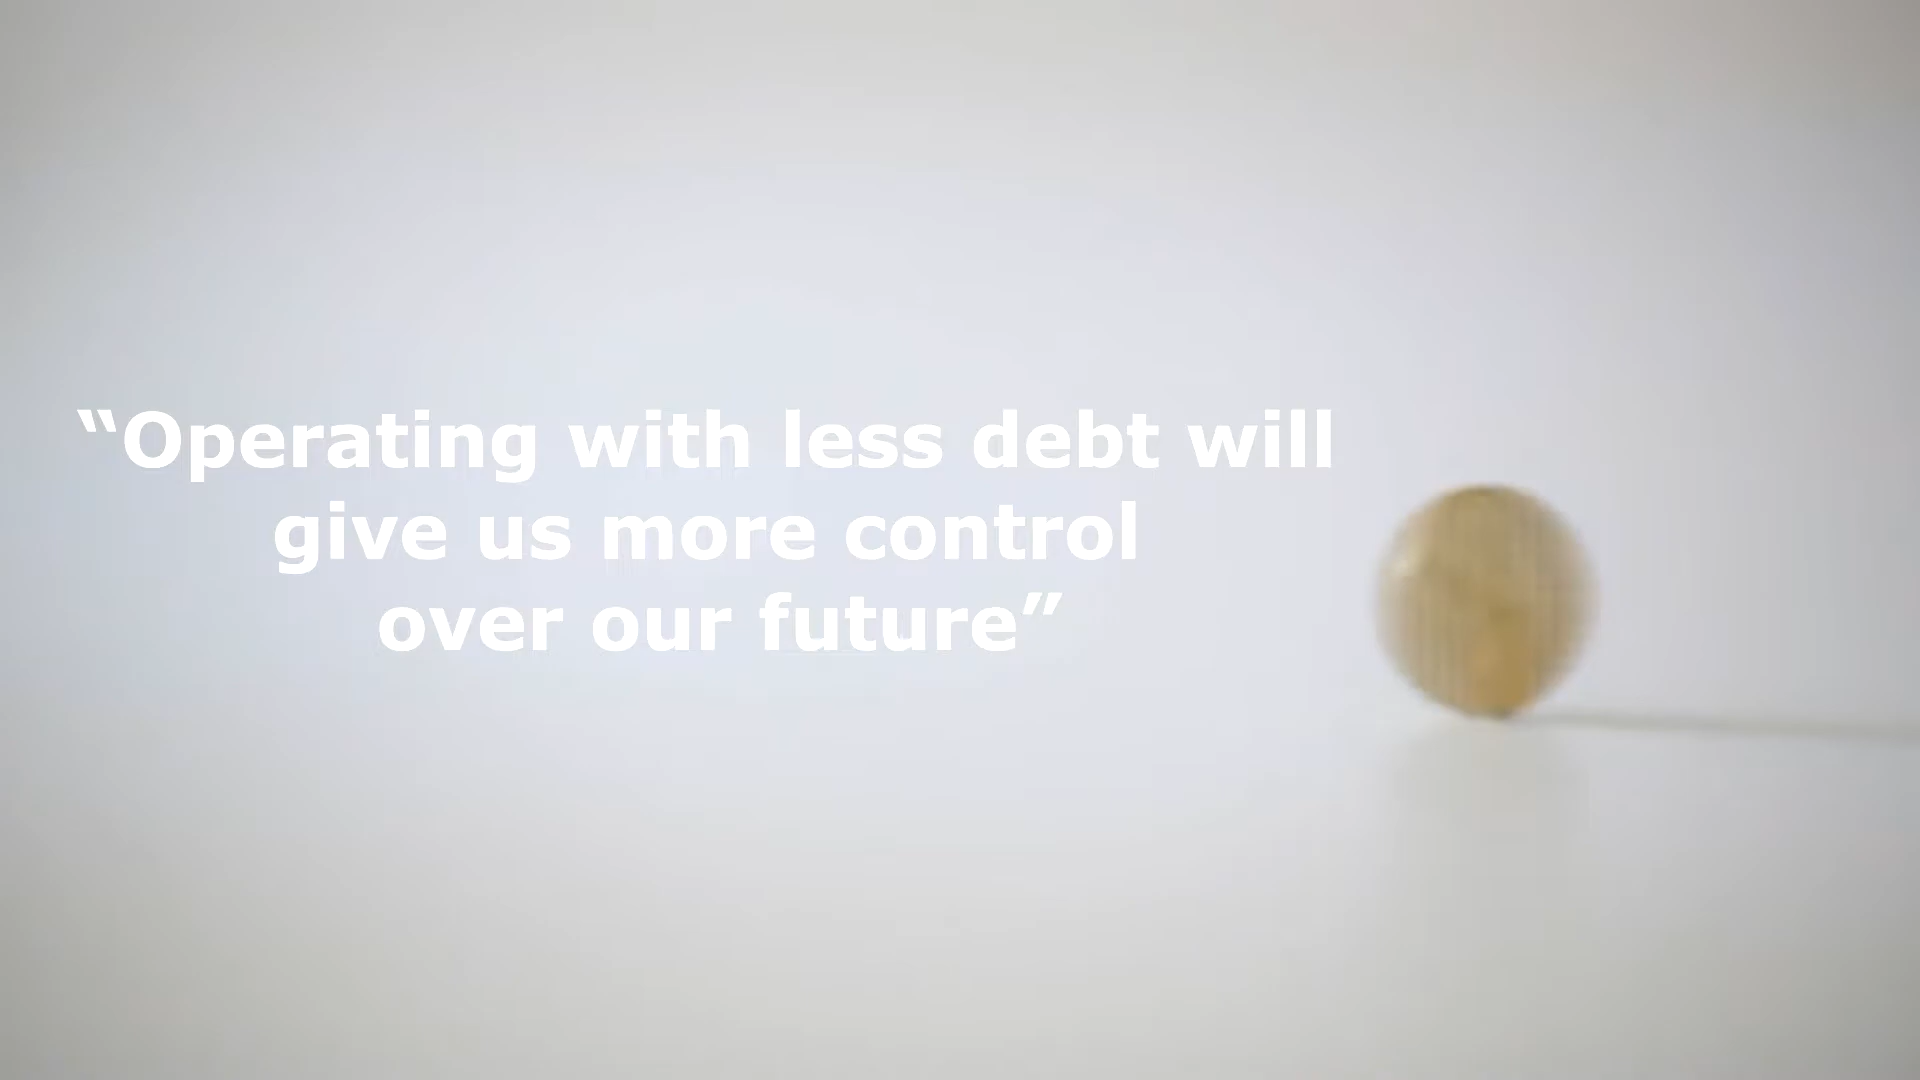 “Operating with less debt will
give us more control
over our future”